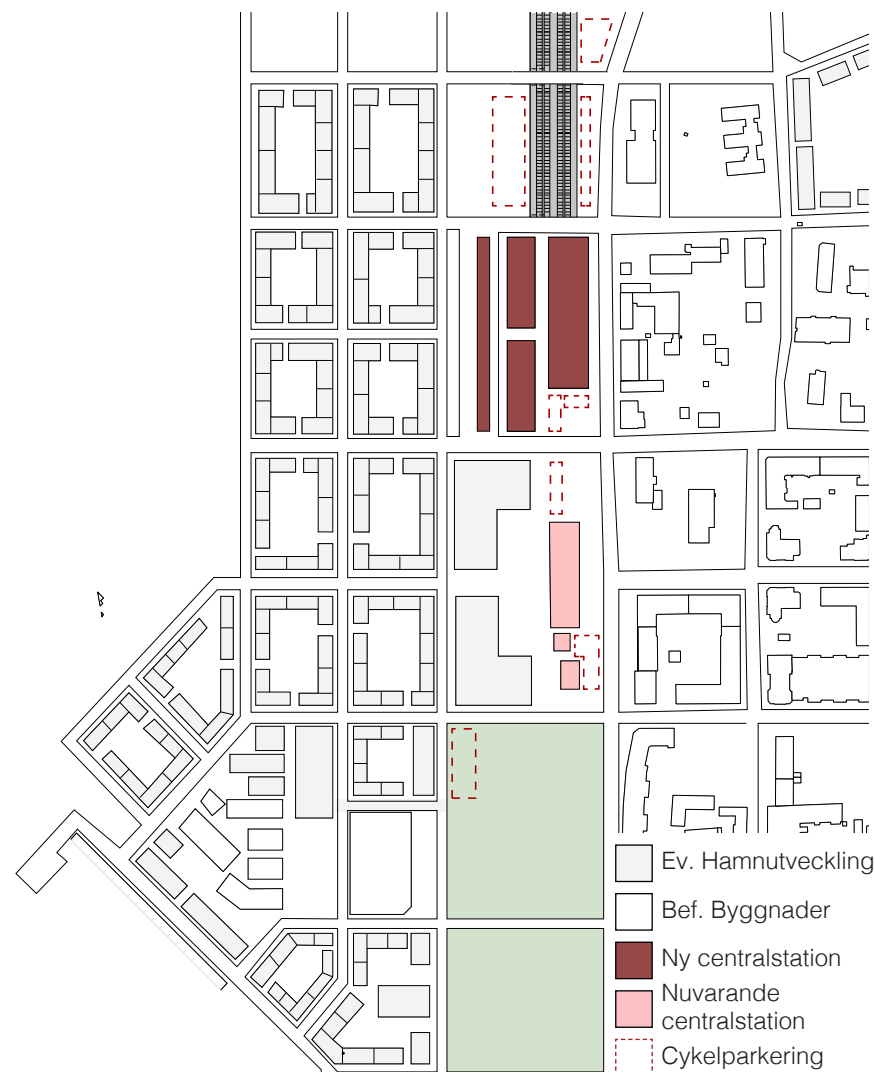 Ev. Hamnutveckling
Bef. Byggnader
Ny centralstation
Nuvarande
centralstation
Cykelparkering